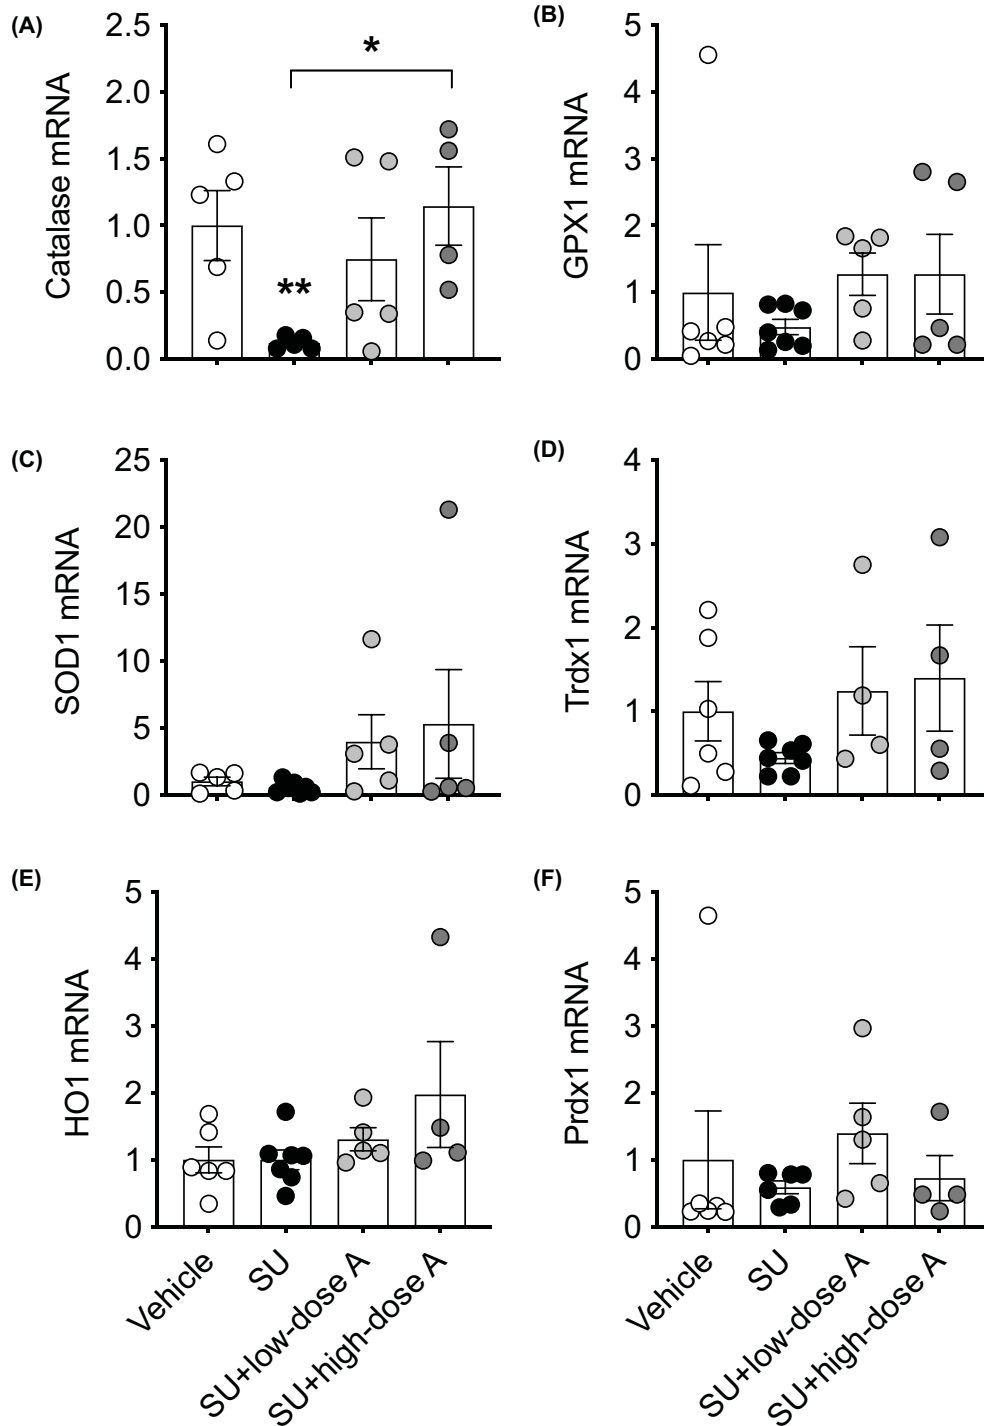 (A)
Catalase mRNA
2.5
2.0
1.5
1.0
0.5
0.0
*
**
(B)
GPX1 mRNA
5
4
3
2
1
0
(C)
SOD1 mRNA
25
20
15
10
5
0
(D)
Trdx1 mRNA
4
3
2
1
0
(E)
HO1 mRNA
5
4
3
2
1
0
Vehicle
SU
SU+low-dose A
SU+high-dose A
(F)
Prdx1 mRNA
5
4
3
2
1
0
Vehicle
SU
SU+low-dose A
SU+high-dose A